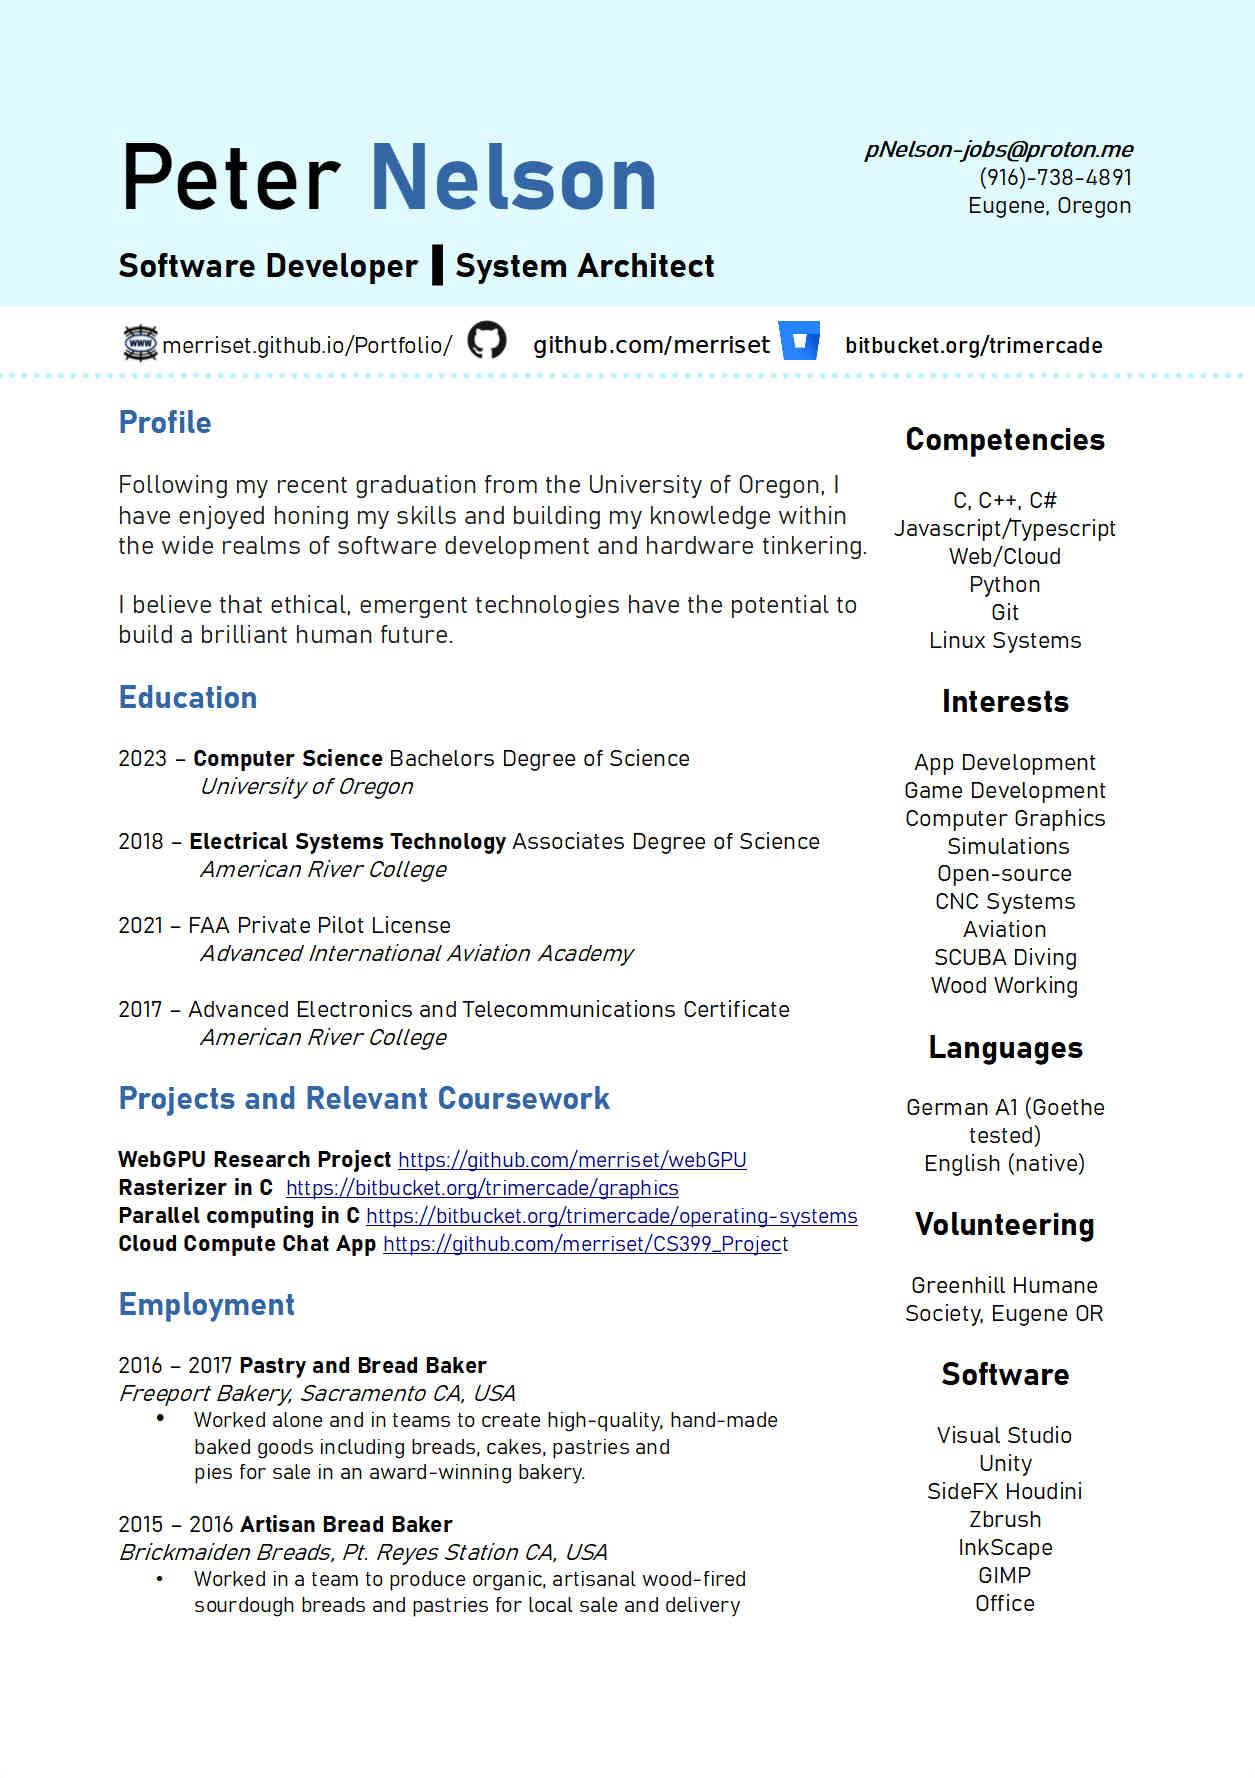 Peter Nelson
pNelson-jobs@proton.me
(916)-738-4891
Eugene, Oregon
Software Developer ▌System Architect
WWW merriset.github.io/Portfolio/ github.com/merriset bitbucket.org/trimercade
Profile
Following my recent graduation from the University of Oregon, I
have enjoyed honing my skills and building my knowledge within
the wide realms of software development and hardware tinkering.
I believe that ethical, emergent technologies have the potential to
build a brilliant human future.
Education
2023 – Computer Science Bachelors Degree of Science
University of Oregon
2018 – Electrical Systems Technology Associates Degree of Science
American River College
2021 – FAA Private Pilot License
Advanced International Aviation Academy
2017 – Advanced Electronics and Telecommunications Certificate
American River College
Projects and Relevant Coursework
WebGPU Research Project https://github.com/merriset/webGPU
Rasterizer in C https://bitbucket.org/trimercade/graphics
Parallel computing in C https://bitbucket.org/trimercade/operating-systems
Cloud Compute Chat App https://github.com/merriset/CS399_Project
Employment
2016 – 2017 Pastry and Bread Baker
Freeport Bakery, Sacramento CA, USA
• Worked alone and in teams to create high-quality, hand-made
baked goods including breads, cakes, pastries and
pies for sale in an award-winning bakery.
2015 – 2016 Artisan Bread Baker
Brickmaiden Breads, Pt. Reyes Station CA, USA
• Worked in a team to produce organic, artisanal wood-fired
sourdough breads and pastries for local sale and delivery
Competencies
C, C++, C#
Javascript/Typescript
Web/Cloud
Python
Git
Linux Systems
Interests
App Development
Game Development
Computer Graphics
Simulations
Open-source
CNC Systems
Aviation
SCUBA Diving
Wood Working
Languages
German A1 (Goethe
tested)
English (native)
Volunteering
Greenhill Humane
Society, Eugene OR
Software
Visual Studio
Unity
SideFX Houdini
Zbrush
InkScape
GIMP
Office